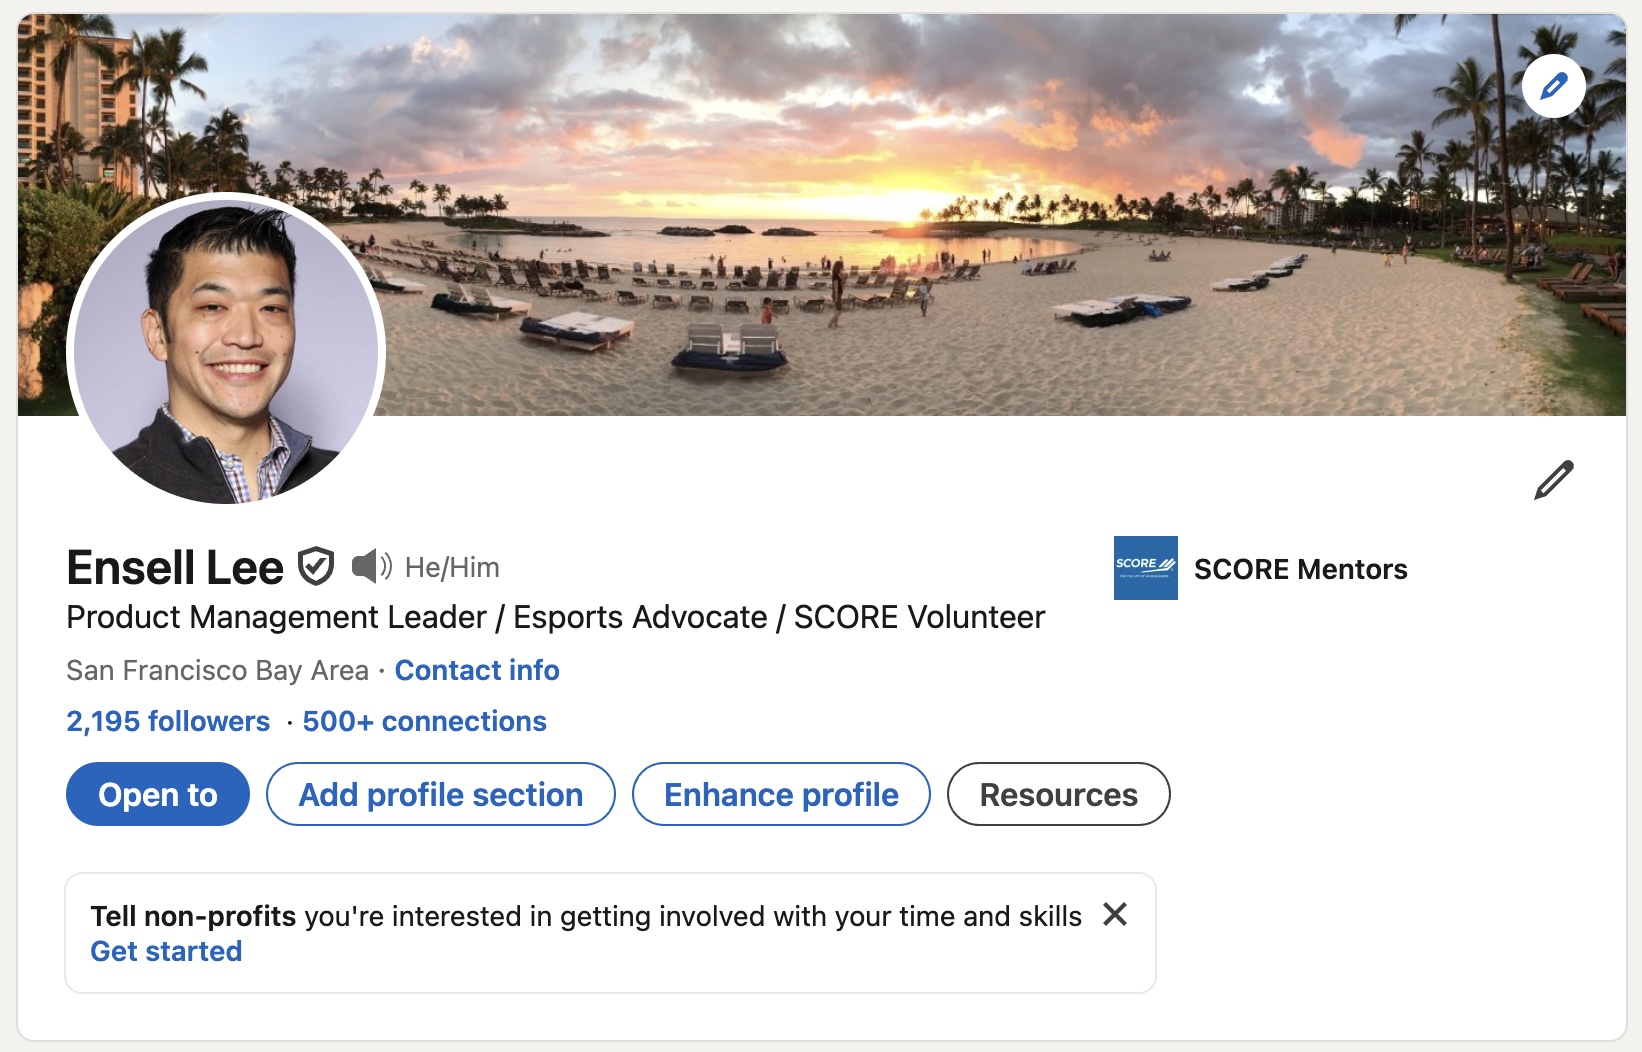 Ensell Lee He/Him
Product Management Leader / Esports Advocate / SCORE Volunteer
San Francisco Bay Area · Contact info
2,195 followers · 500+ connections
Open to Add profile section Enhance profile Resources
SCORE
SCORE Mentors
Tell non-profits you're interested in getting involved with your time and skills
Get started